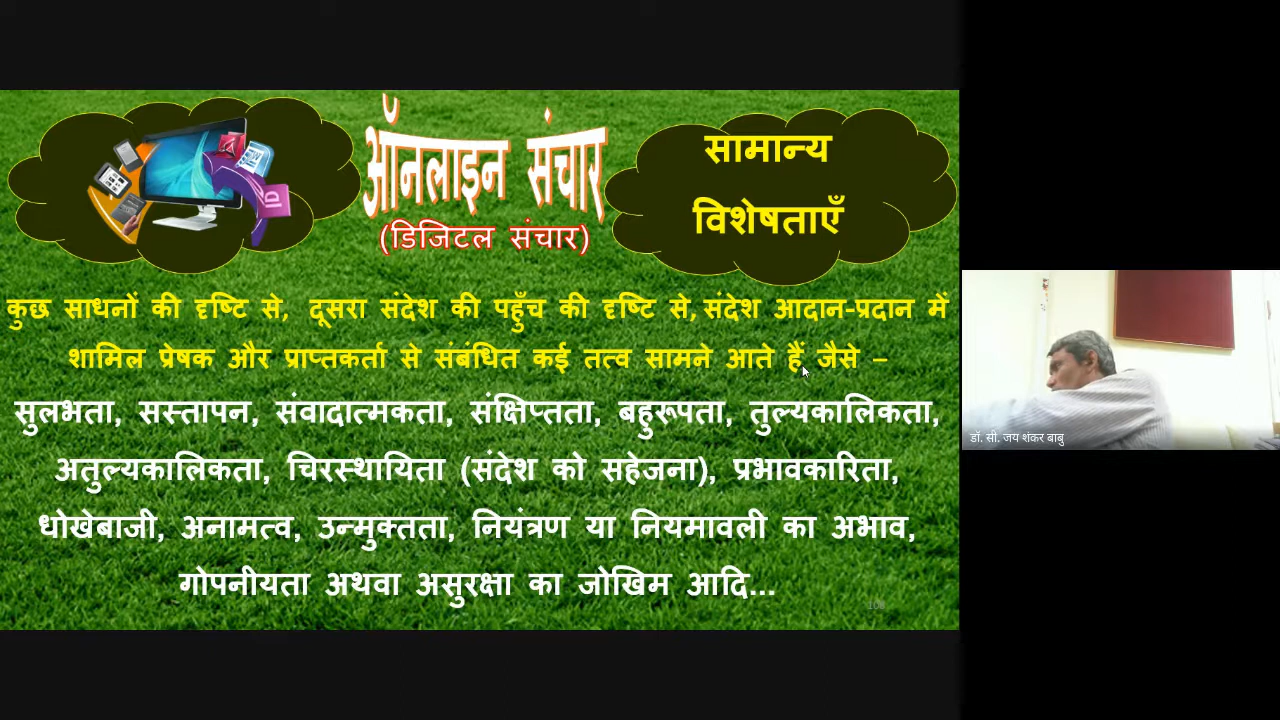 ऑनलाइन संचार
(डिजिटल संचार)
सामान्य
विशेषताएँ
कुछ साधनों की दृष्टि से, दूसरा संदेश की पहुँच की दृष्टि से, संदेश आदान-प्रदान में
शामिल प्रेषक और प्राप्तकर्ता से संबंधित कई तत्व सामने आते हैं जैसे –
सुलभता, सस्तापन, संवादात्मकता, संक्षिप्तता, बहुरूपता, तुल्यकालिकता,
अतुल्यकालिकता, चिरस्थायिता (संदेश को सहेजना), प्रभावकारिता,
धोखेबाजी, अनामत्व, उन्मुक्तता, नियंत्रण या नियमावली का अभाव,
गोपनीयता अथवा असुरक्षा का जोखिम आदि...
108
डॉ. सी. जय शंकर बाबु
ID